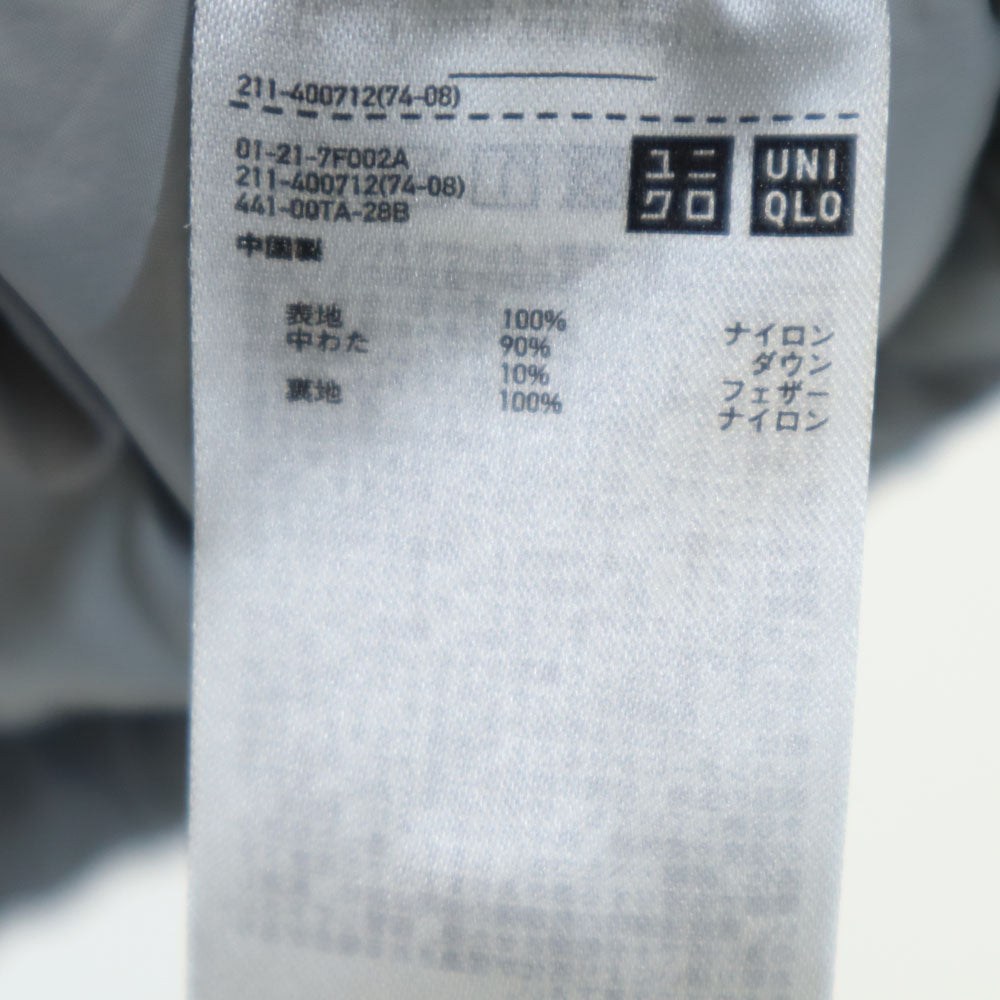 211-400712(74-08)
01-21-7F002A
211-400712(74-08)
441-00TA-28B
中国製
ユニ
クロ
UNI
QLO
表地 100% ナイロン
中わた 90% ダウン
10% フェザー
裏地 100% ナイロン